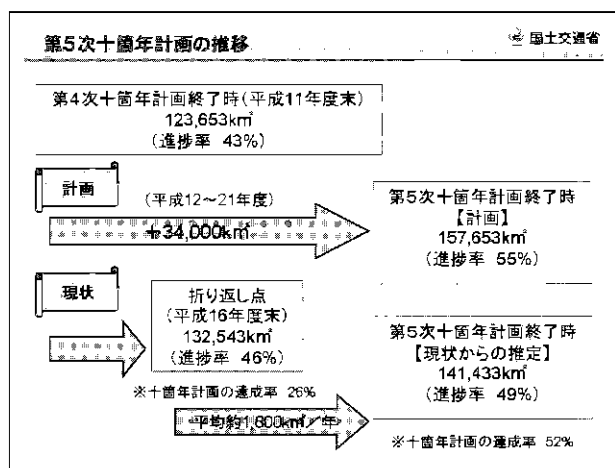 第5次十箇年計画の推移
国土交通省
第4次十箇年計画終了時(平成11年度末)
123,653k㎡
(進捗率 43%)
計画
(平成12~21年度)
+34,000k㎡
第5次十箇年計画終了時
【計画】
157,653k㎡
(進捗率 55%)
現状
折り返し点
(平成16年度末)
132,543k㎡
(進捗率 46%)
※十箇年計画の達成率 26%
平均約1,800k㎡/年
第5次十箇年計画終了時
【現状からの推定】
141,433k㎡
(進捗率 49%)
※十箇年計画の達成率 52%